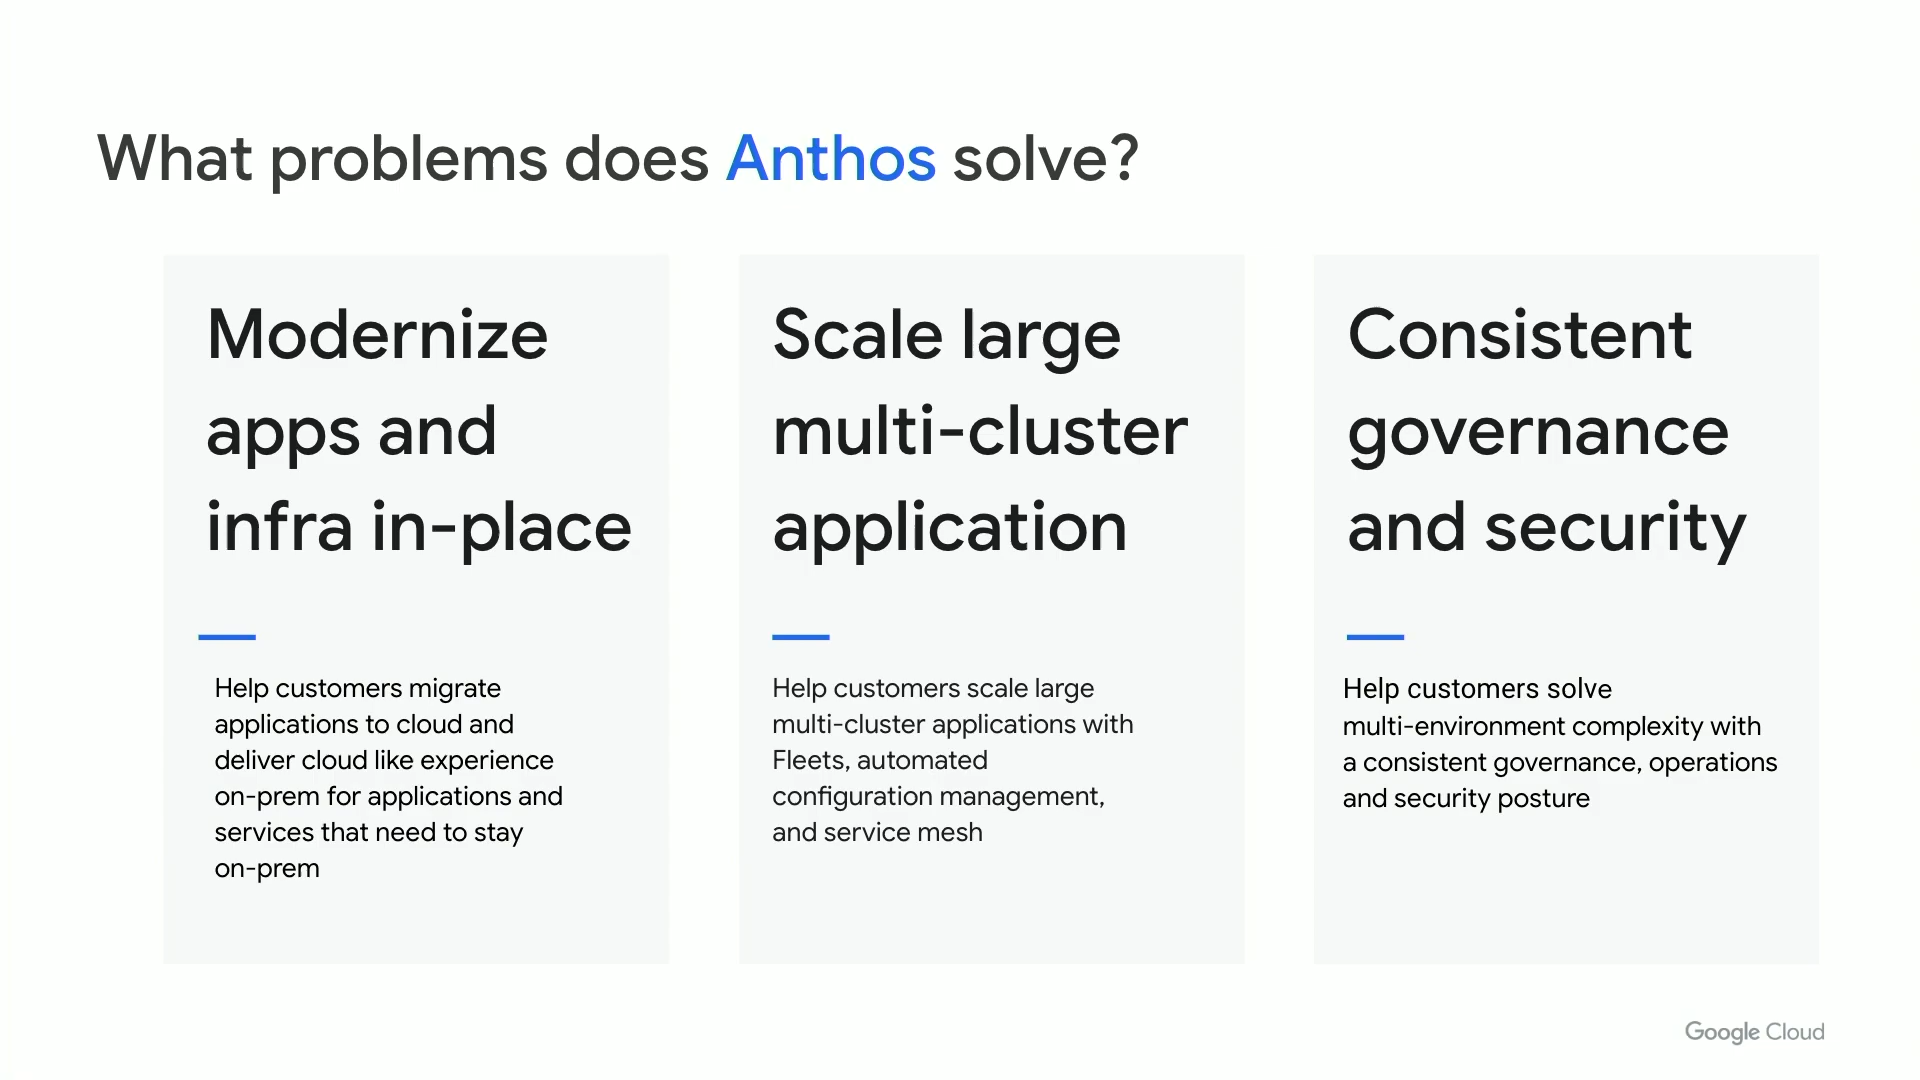 What problems does Anthos solve?
Modernize
apps and
infra in-place
Help customers migrate
applications to cloud and
deliver cloud like experience
on-prem for applications and
services that need to stay
on-prem
Scale large
multi-cluster
application
Help customers scale large
multi-cluster applications with
Fleets, automated
configuration management,
and service mesh
Consistent
governance
and security
Help customers solve
multi-environment complexity with
a consistent governance, operations
and security posture
Google Cloud